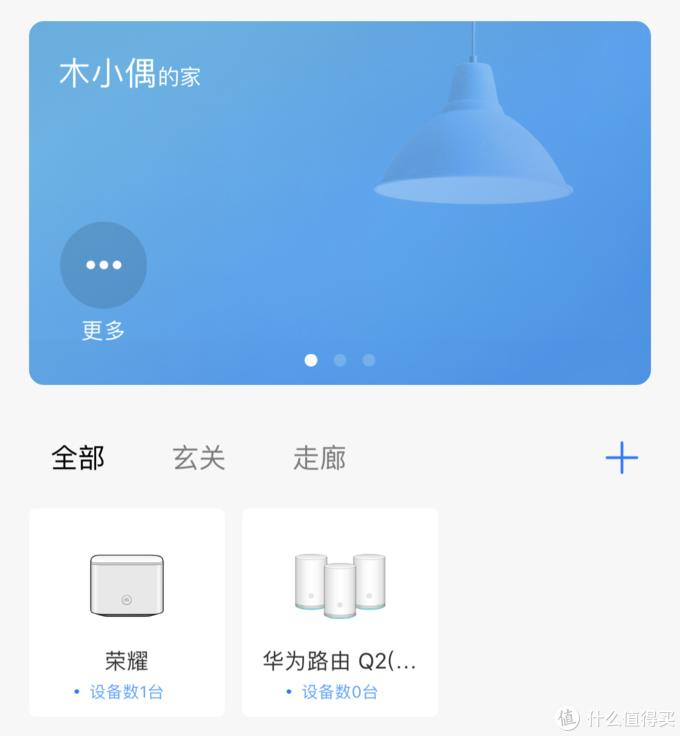 木小偶的家
更多
全部 玄关 走廊
荣耀 华为路由 Q2(...
设备数1台 设备数0台
值 什么值得买